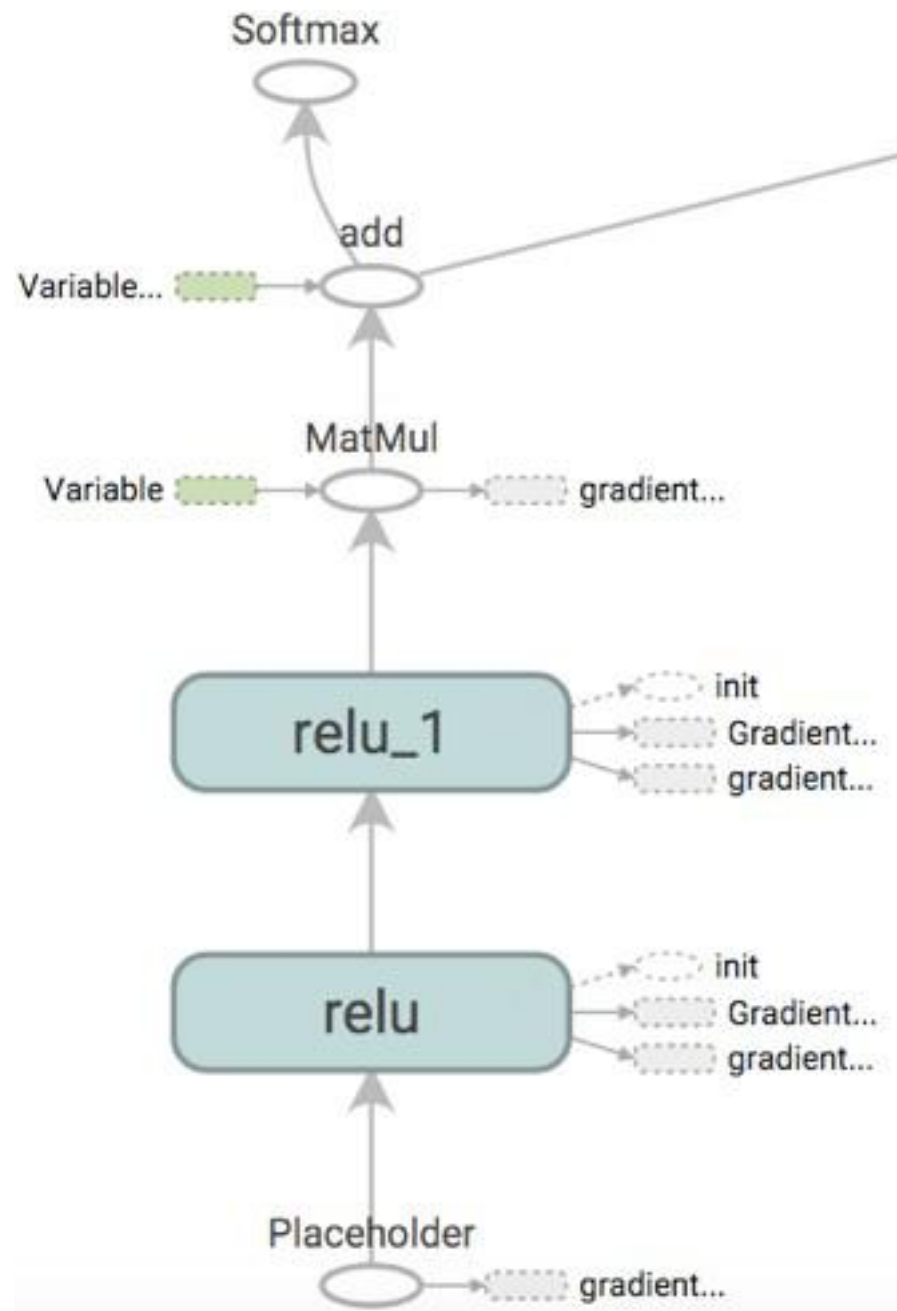 Softmax
add
Variable...
MatMul
Variable
gradient...
relu_1
init
Gradient...
gradient...
relu
init
Gradient...
gradient...
Placeholder
gradient...